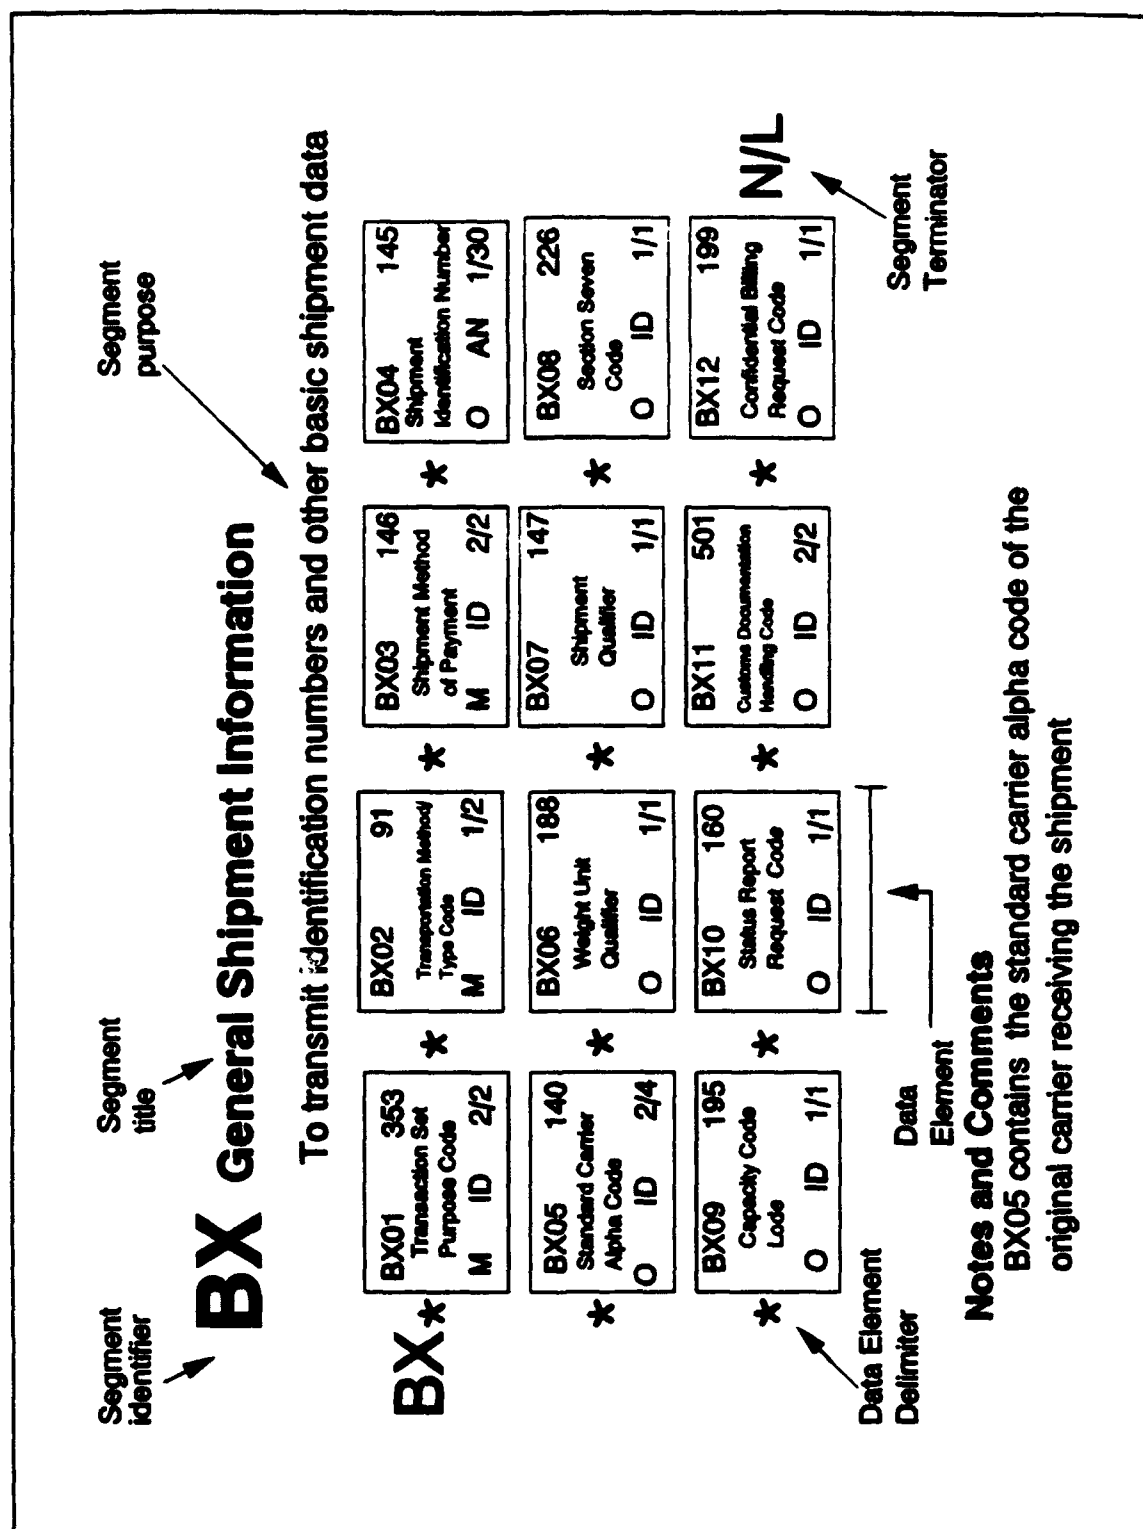 Segment
identifier
Segment
title
Segment
purpose
BX General Shipment Information
To transmit identification numbers and other basic shipment data
BX
*
BX01 353
Transaction Set
Purpose Code
M ID 2/2
*
BX02 91
Transportation Method/
Type Code
M ID 1/2
*
BX03 146
Shipment Method
of Payment
M ID 2/2
*
BX04 145
Shipment
Identification Number
O AN 1/30
*
BX05 140
Standard Carrier
Alpha Code
O ID 2/4
*
BX06 188
Weight Unit
Qualifier
O ID 1/1
*
BX07 147
Shipment
Qualifier
O ID 1/1
*
BX08 226
Section Seven
Code
O ID 1/1
*
BX09 195
Capacity Code
Lode
O ID 1/1
*
BX10 160
Status Report
Request Code
O ID 1/1
*
BX11 501
Customs Documentation
Handling Code
O ID 2/2
*
BX12 199
Confidential Billing
Request Code
O ID 1/1
N/L
Data Element
Delimiter
Data
Element
Segment
Terminator
Notes and Comments
BX05 contains the standard carrier alpha code of the
original carrier receiving the shipment